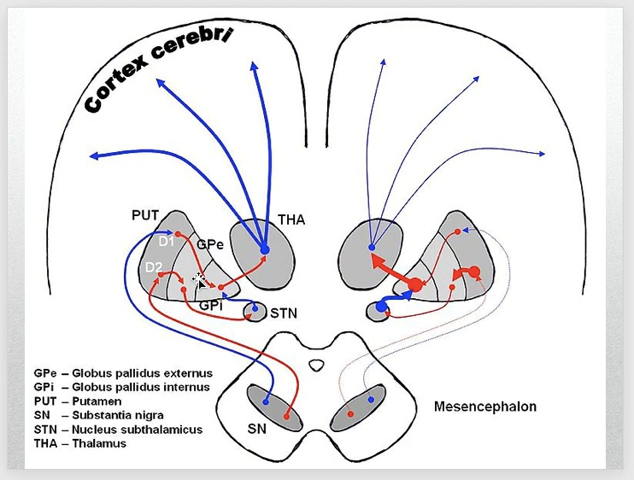 Cortex cerebri
PUT
THA
D1
GPe
D2
GPi
STN
GPe – Globus pallidus externus
GPi – Globus pallidus internus
PUT – Putamen
SN – Substantia nigra
STN – Nucleus subthalamicus
THA – Thalamus
SN
Mesencephalon